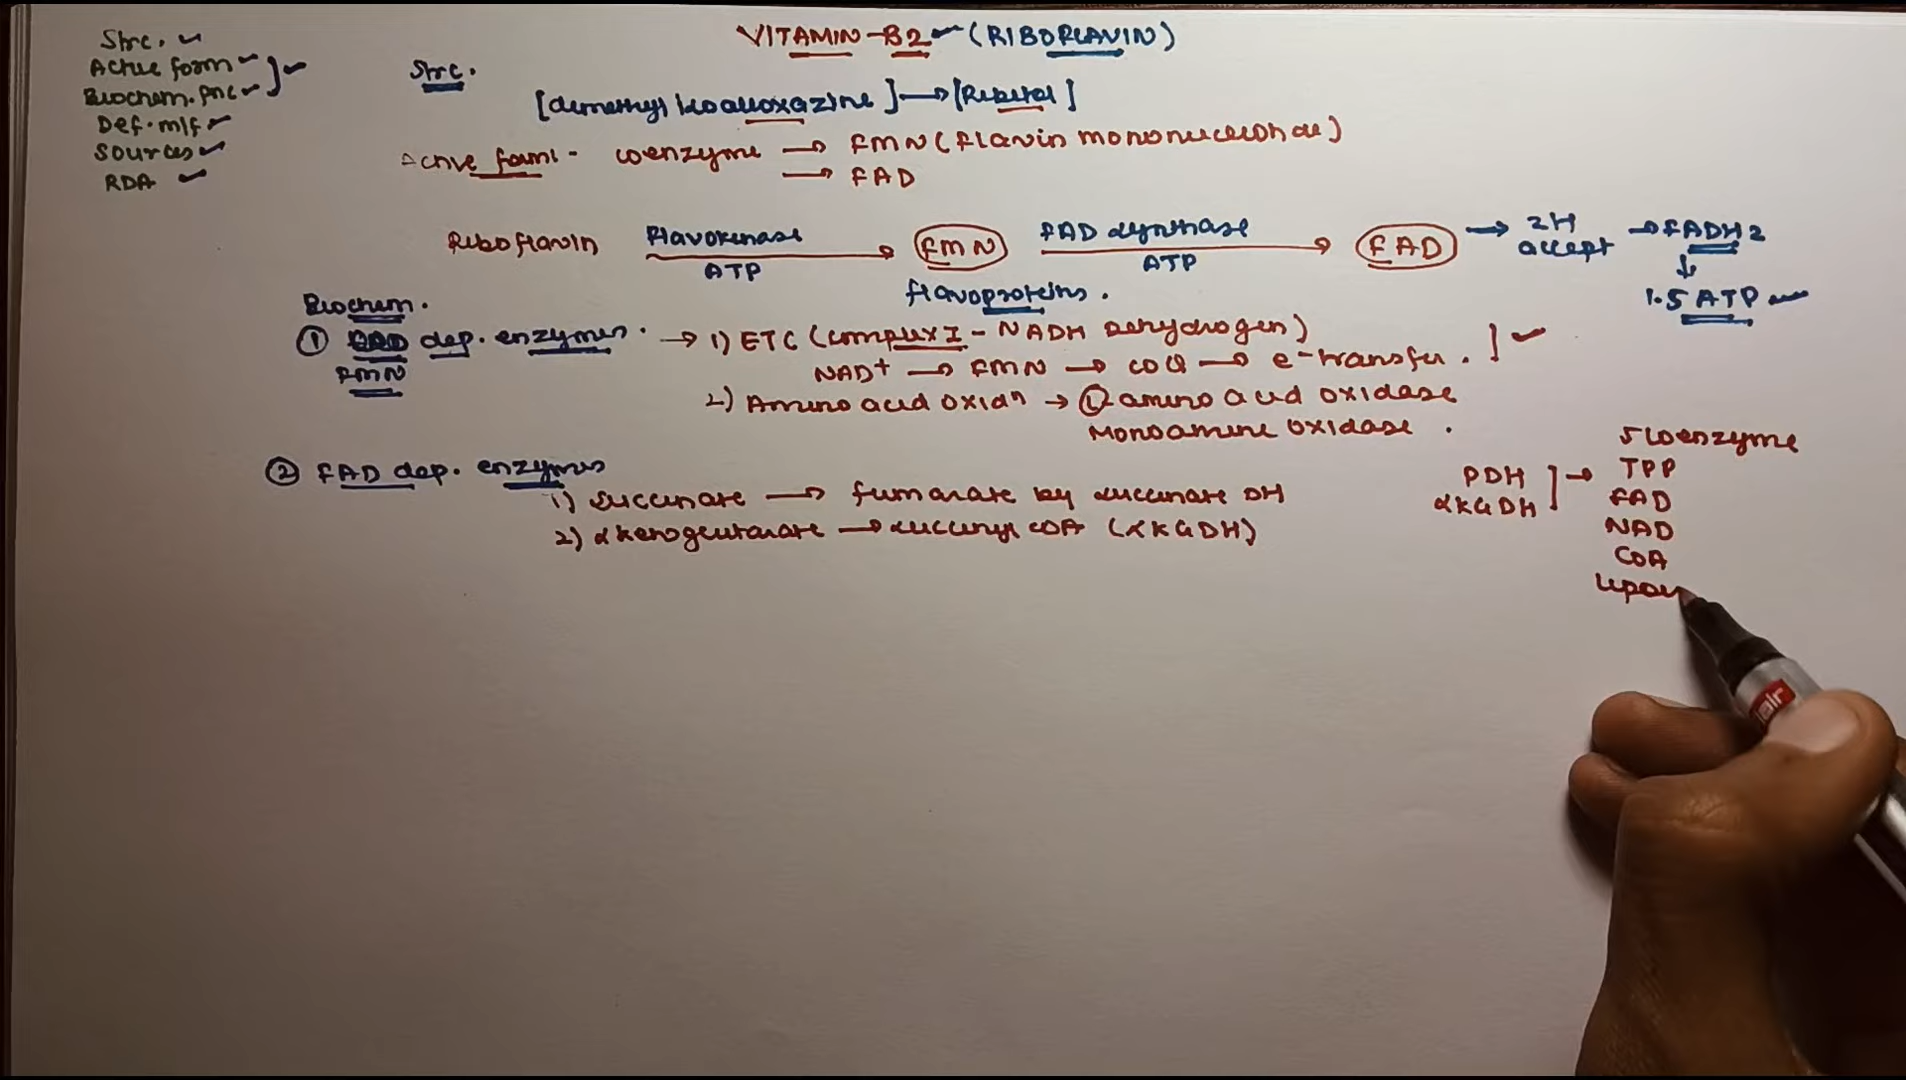 VITAMIN-B2 (RIBOFLAVIN)
Strc.
Active form
Biochem. fnc
Def. m/f
Sources
RDA
Strc.
[dimethyl isoalloxazine] → [Ribitol]
Active form - coenzyme → FMN (flavin mononucleotide)
→ FAD
Riboflavin Flavokinase ATP → FMN FAD synthase ATP → FAD → 2H accept → FADH2
↓
1.5 ATP
flavoproteins.
Biochem.
① FMN dep. enzymes. → 1) ETC (complex I - NADH Dehydrogen)
NAD+ → FMN → CoQ → e- transfer.
2) Amino acid oxidn → L amino acid oxidase
Monoamine oxidase.
② FAD dep. enzymes
1) Succinate → fumarate by succinate DH
2) αketoglutarate → succinyl CoA (αKGDH)
5 Coenzyme
PDH
αKGDH ] → TPP
FAD
NAD
CoA